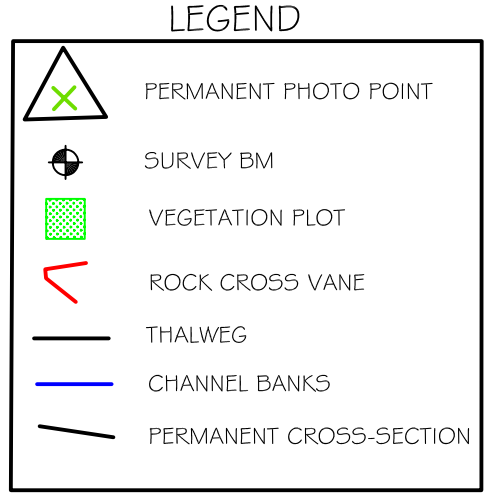 LEGEND
PERMANENT PHOTO POINT
SURVEY BM
VEGETATION PLOT
ROCK CROSS VANE
THALWEG
CHANNEL BANKS
PERMANENT CROSS-SECTION